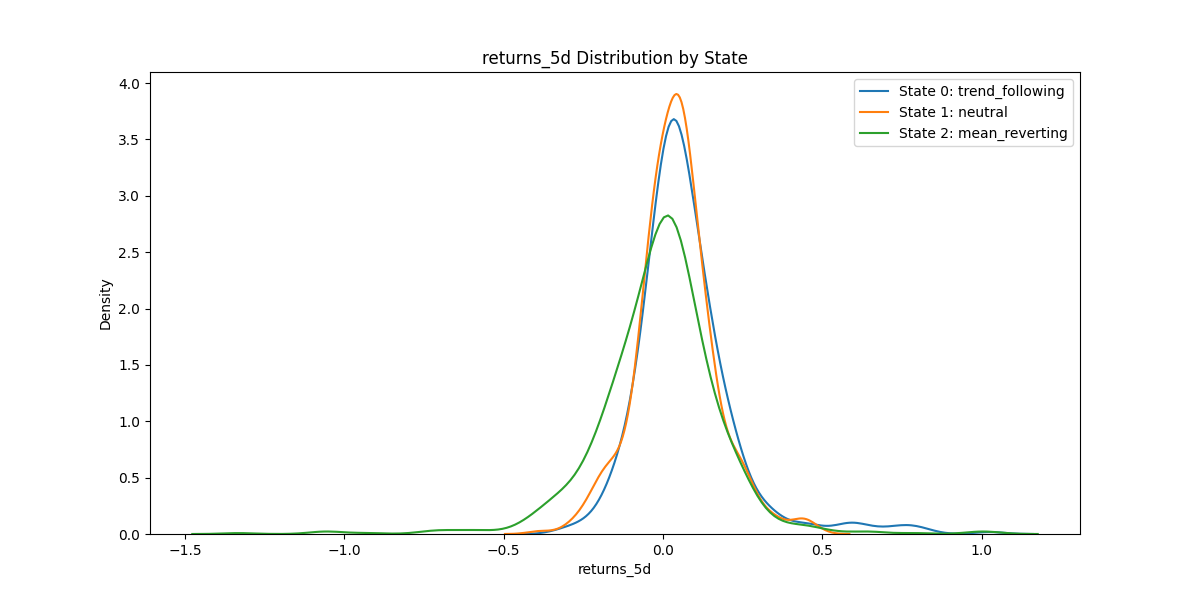 returns_5d Distribution by State
State 0: trend_following
State 1: neutral
State 2: mean_reverting
4.0
3.5
3.0
2.5
2.0
1.5
1.0
0.5
0.0
Density
−1.5 −1.0 −0.5 0.0 0.5 1.0
returns_5d